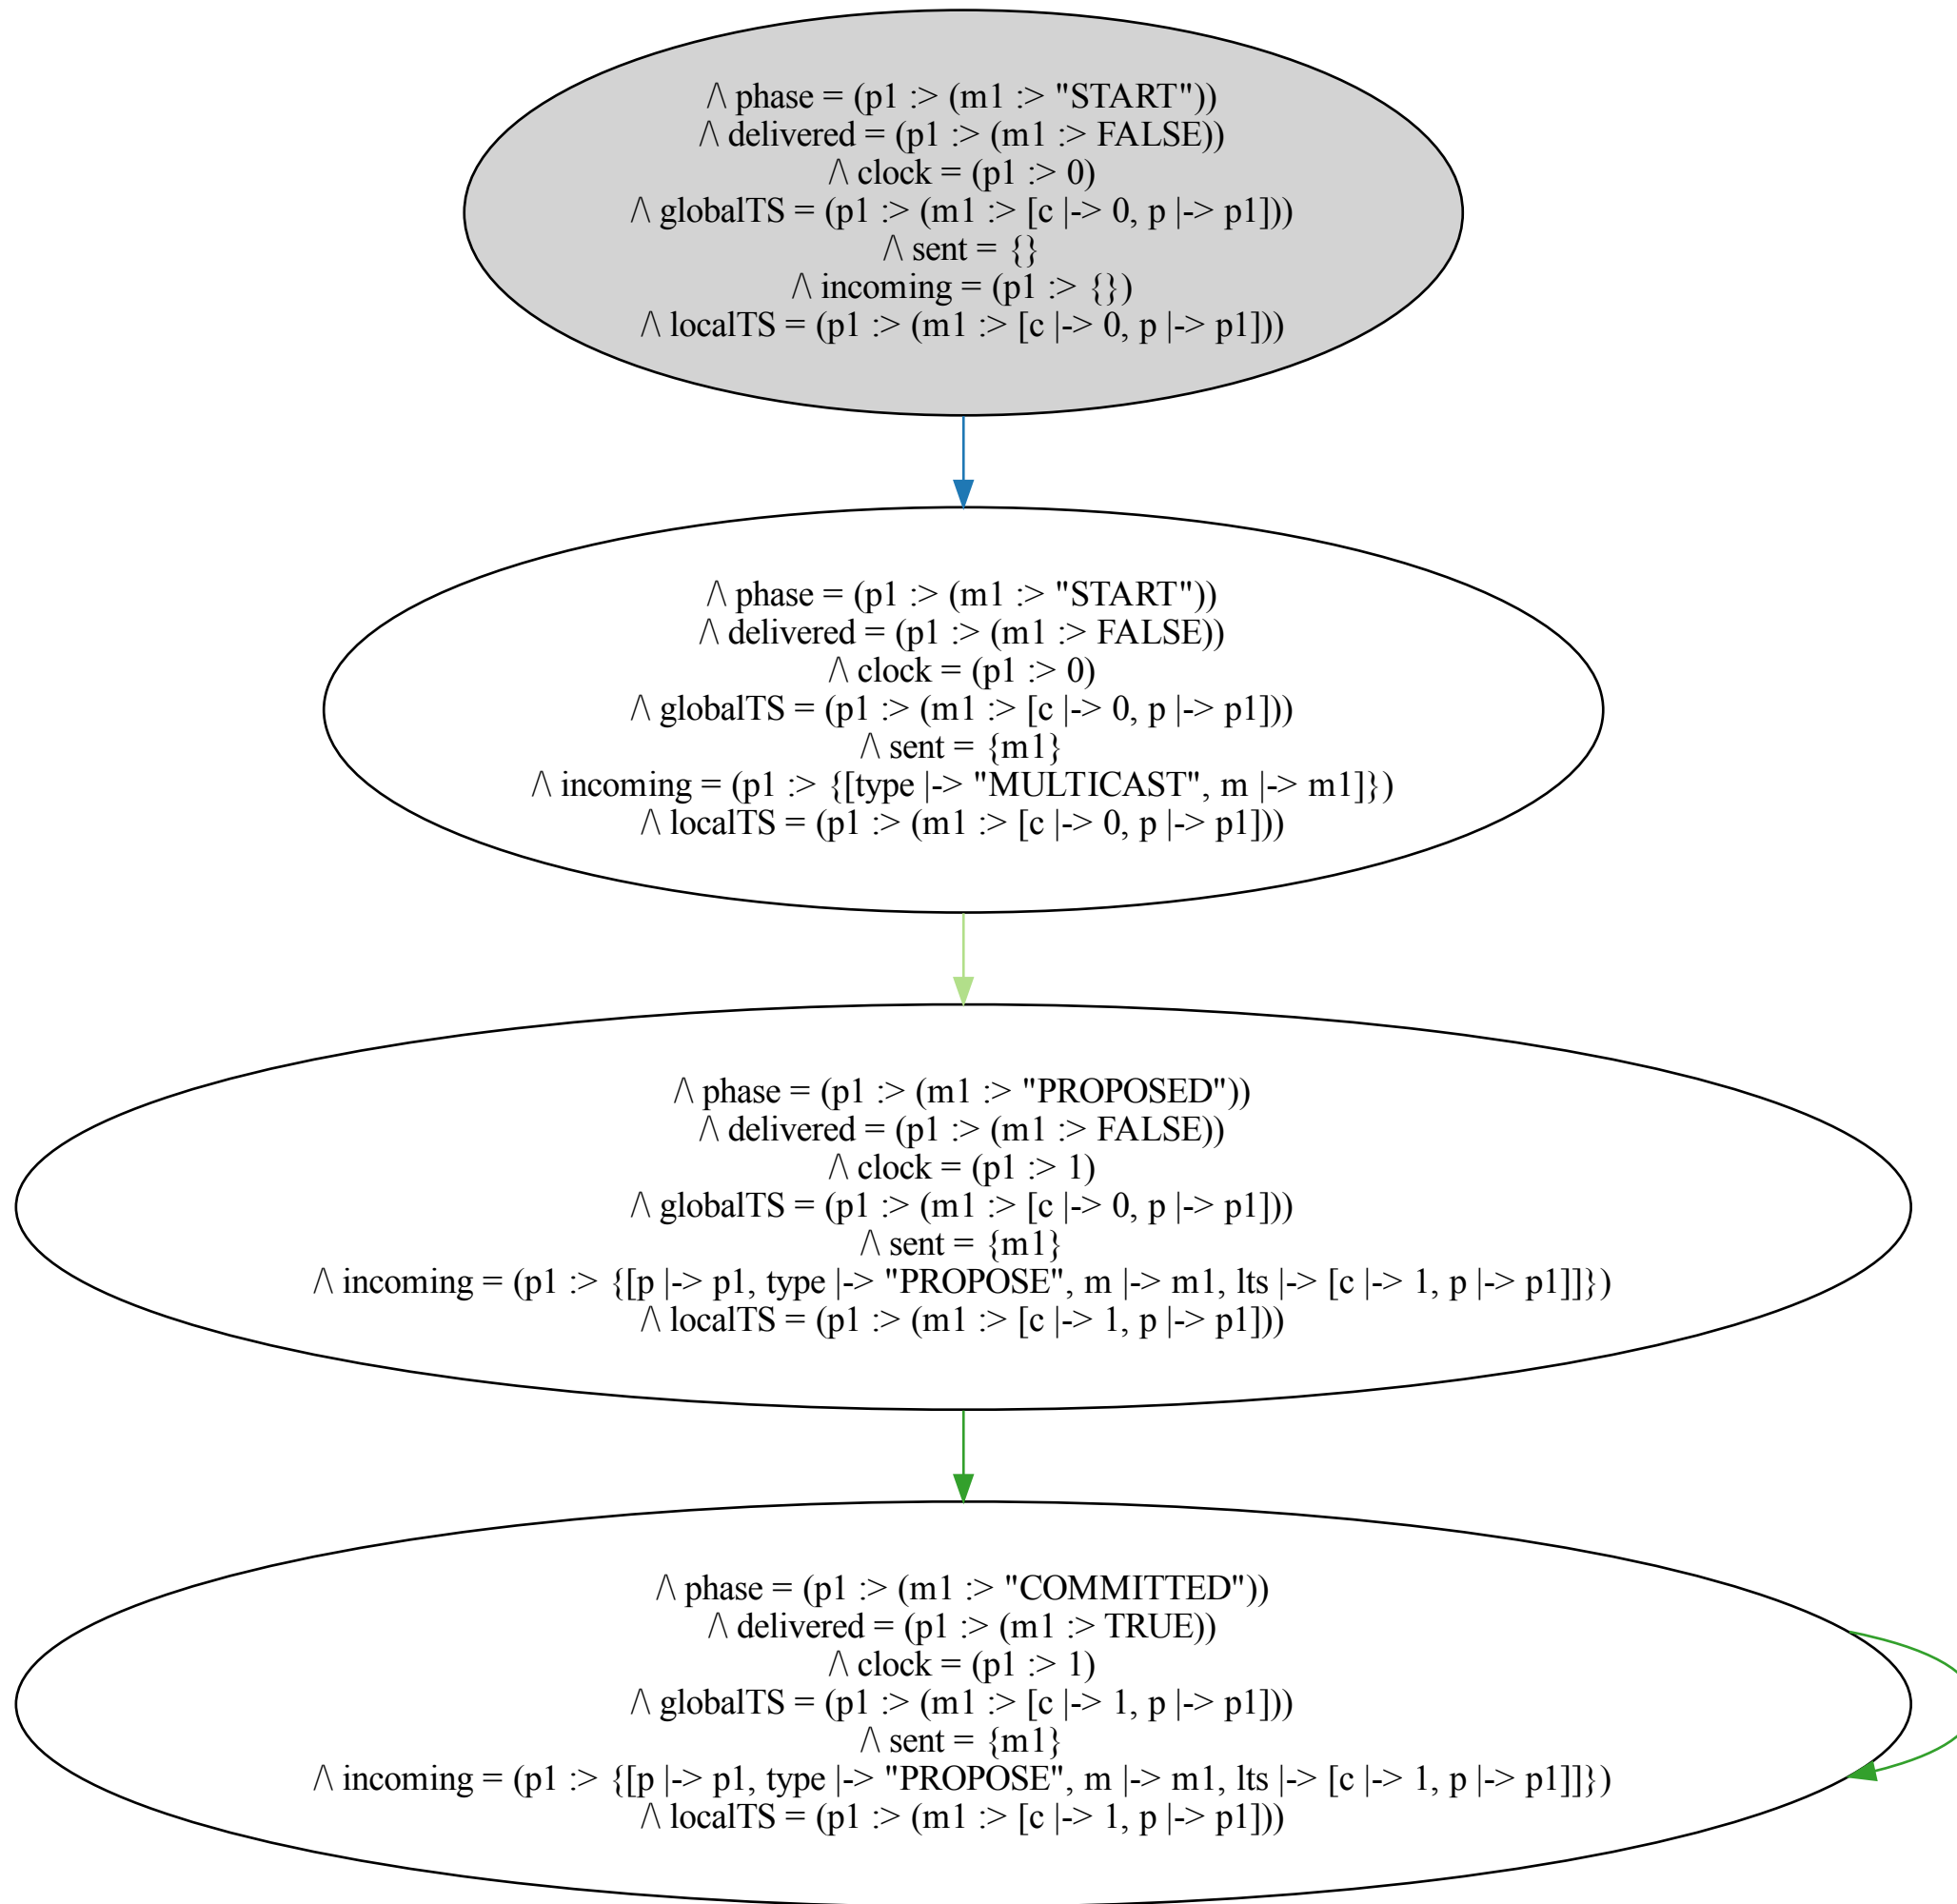 /\ phase = (p1 :> (m1 :> "START"))
/\ delivered = (p1 :> (m1 :> FALSE))
/\ clock = (p1 :> 0)
/\ globalTS = (p1 :> (m1 :> [c |-> 0, p |-> p1]))
/\ sent = {}
/\ incoming = (p1 :> {})
/\ localTS = (p1 :> (m1 :> [c |-> 0, p |-> p1]))
/\ phase = (p1 :> (m1 :> "START"))
/\ delivered = (p1 :> (m1 :> FALSE))
/\ clock = (p1 :> 0)
/\ globalTS = (p1 :> (m1 :> [c |-> 0, p |-> p1]))
/\ sent = {m1}
/\ incoming = (p1 :> {[type |-> "MULTICAST", m |-> m1]})
/\ localTS = (p1 :> (m1 :> [c |-> 0, p |-> p1]))
/\ phase = (p1 :> (m1 :> "PROPOSED"))
/\ delivered = (p1 :> (m1 :> FALSE))
/\ clock = (p1 :> 1)
/\ globalTS = (p1 :> (m1 :> [c |-> 0, p |-> p1]))
/\ sent = {m1}
/\ incoming = (p1 :> {[p |-> p1, type |-> "PROPOSE", m |-> m1, lts |-> [c |-> 1, p |-> p1]]})
/\ localTS = (p1 :> (m1 :> [c |-> 1, p |-> p1]))
/\ phase = (p1 :> (m1 :> "COMMITTED"))
/\ delivered = (p1 :> (m1 :> TRUE))
/\ clock = (p1 :> 1)
/\ globalTS = (p1 :> (m1 :> [c |-> 1, p |-> p1]))
/\ sent = {m1}
/\ incoming = (p1 :> {[p |-> p1, type |-> "PROPOSE", m |-> m1, lts |-> [c |-> 1, p |-> p1]]})
/\ localTS = (p1 :> (m1 :> [c |-> 1, p |-> p1]))